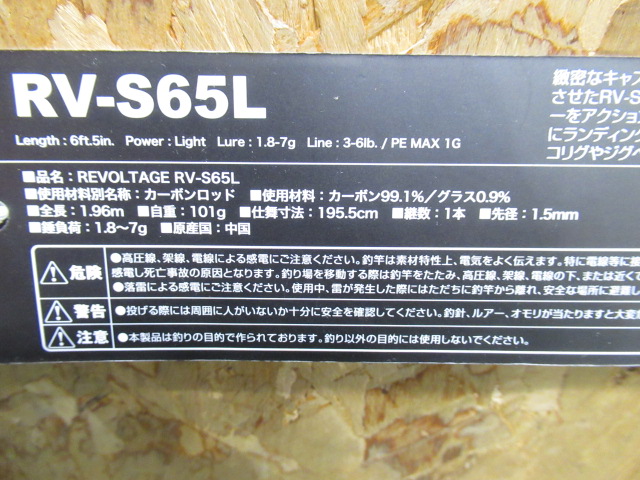 RV-S65L
Length : 6ft.5in. Power : Light Lure : 1.8-7g Line : 3-6lb. / PE MAX 1G
緻密なキャス
させたRV-S
ーをアクショ
にランディン
コリグやジグヘ
■品名：REVOLTAGE RV-S65L
■使用材料別名称：カーボンロッド ■使用材料：カーボン99.1%／グラス0.9%
■全長：1.96m ■自重：101g ■仕舞寸法：195.5cm ■継数：1本 ■先径：1.5mm
■錘負荷：1.8〜7g ■原産国：中国
危険
●高圧線、架線、電線による感電にご注意ください。釣竿は素材特性上、電気をよく伝えます。特に電線等に接
感電し死亡事故の原因となります。釣り場を移動する際は釣竿をたたみ、高圧線、架線、電線の下、または近くで
●落雷による感電にご注意ください。使用中、雷が発生した際にはただちに釣竿から離れ、安全な場所に避難し
警告
●投げる際には周囲に人がいないか十分に安全を確認してください。釣針、ルアー、オモリが当たりますと大変
注意
●本製品は釣りの目的で作られております。釣り以外の目的には使用しないでください。